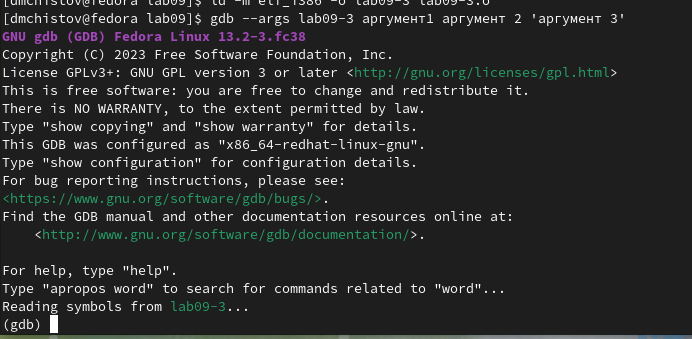 [dmchistov@fedora lab09]$ ld -m elf_i386 -o lab09-3 lab09-3.o
[dmchistov@fedora lab09]$ gdb --args lab09-3 аргумент1 аргумент 2 'аргумент 3'
GNU gdb (GDB) Fedora Linux 13.2-3.fc38
Copyright (C) 2023 Free Software Foundation, Inc.
License GPLv3+: GNU GPL version 3 or later <http://gnu.org/licenses/gpl.html>
This is free software: you are free to change and redistribute it.
There is NO WARRANTY, to the extent permitted by law.
Type "show copying" and "show warranty" for details.
This GDB was configured as "x86_64-redhat-linux-gnu".
Type "show configuration" for configuration details.
For bug reporting instructions, please see:
<https://www.gnu.org/software/gdb/bugs/>.
Find the GDB manual and other documentation resources online at:
    <http://www.gnu.org/software/gdb/documentation/>.
For help, type "help".
Type "apropos word" to search for commands related to "word"...
Reading symbols from lab09-3...
(gdb)